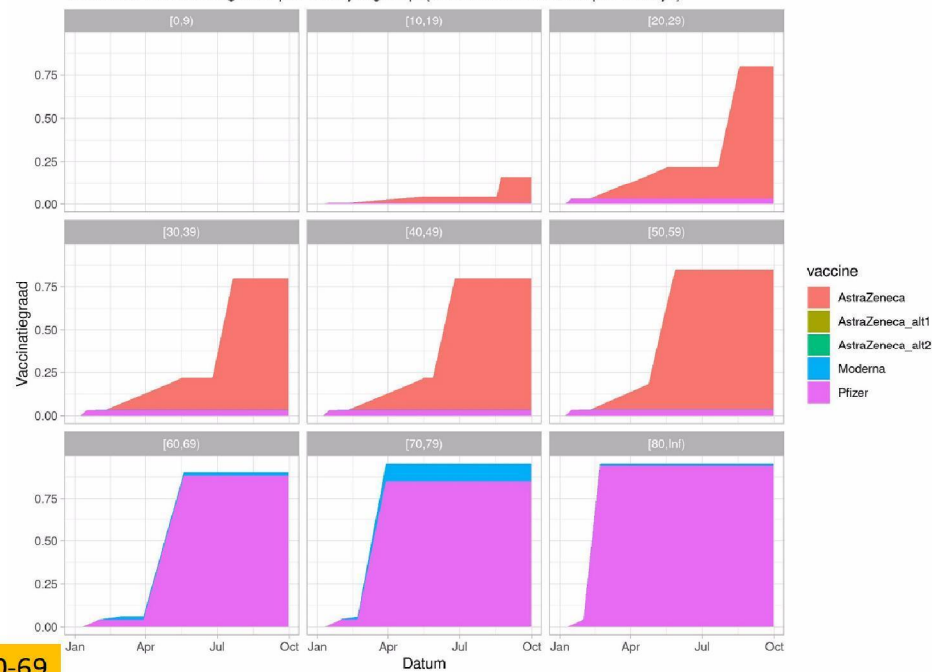 [0,9)
[10,19)
[20,29)
0.75
0.50
0.25
0.00
[30,39)
[40,49)
[50,59)
0.75
0.50
0.25
0.00
Vaccinatiegraad
[60,69)
[70,79)
[80,Inf)
0.75
0.50
0.25
0.00
Jan Apr Jul Oct Jan Apr Jul Oct Jan Apr Jul Oct
Datum
vaccine
AstraZeneca
AstraZeneca_alt1
AstraZeneca_alt2
Moderna
Pfizer
0-69